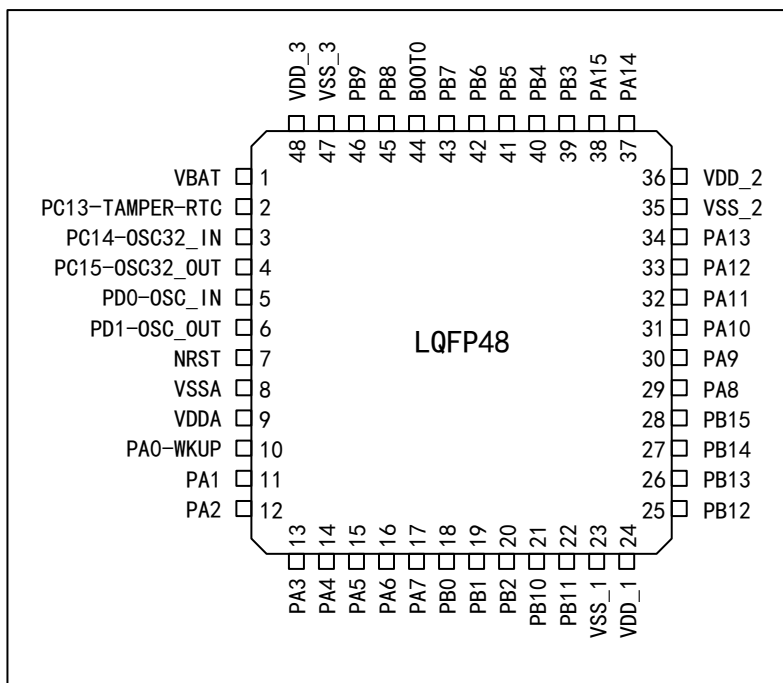 VDD_3
VSS_3
PB9
PB8
BOOT0
PB7
PB6
PB5
PB4
PB3
PA15
PA14
48
47
46
45
44
43
42
41
40
39
38
37
VBAT 1
PC13-TAMPER-RTC 2
PC14-OSC32_IN 3
PC15-OSC32_OUT 4
PD0-OSC_IN 5
PD1-OSC_OUT 6
NRST 7
VSSA 8
VDDA 9
PA0-WKUP 10
PA1 11
PA2 12
LQFP48
36 VDD_2
35 VSS_2
34 PA13
33 PA12
32 PA11
31 PA10
30 PA9
29 PA8
28 PB15
27 PB14
26 PB13
25 PB12
13
14
15
16
17
18
19
20
21
22
23
24
PA3
PA4
PA5
PA6
PA7
PB0
PB1
PB2
PB10
PB11
VSS_1
VDD_1